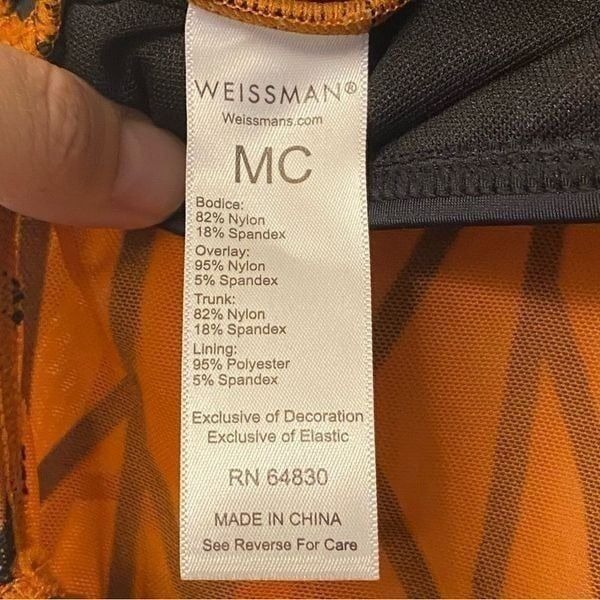 WEISSMAN®
Weissmans.com
MC
Bodice:
82% Nylon
18% Spandex
Overlay:
95% Nylon
5% Spandex
Trunk:
82% Nylon
18% Spandex
Lining:
95% Polyester
5% Spandex
Exclusive of Decoration
Exclusive of Elastic
RN 64830
MADE IN CHINA
See Reverse For Care